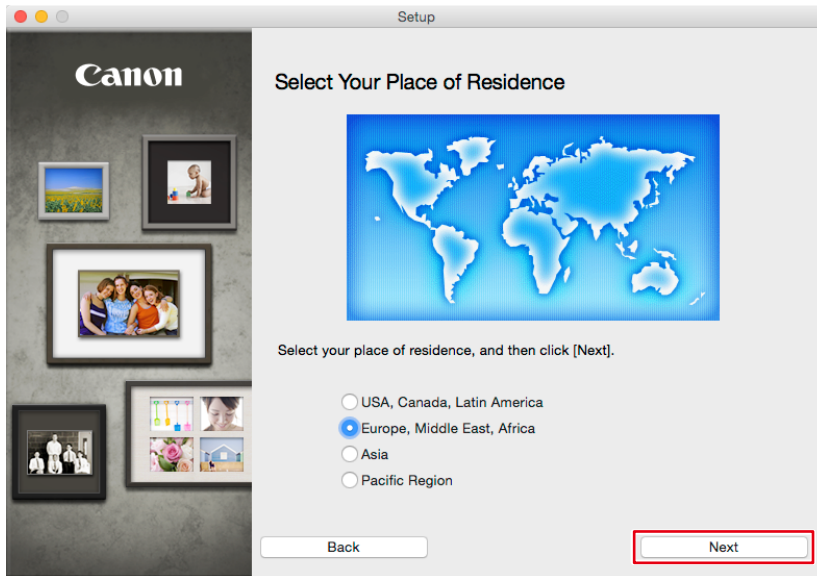 Setup
Canon
Select Your Place of Residence
Select your place of residence, and then click [Next].
USA, Canada, Latin America
Europe, Middle East, Africa
Asia
Pacific Region
Back
Next